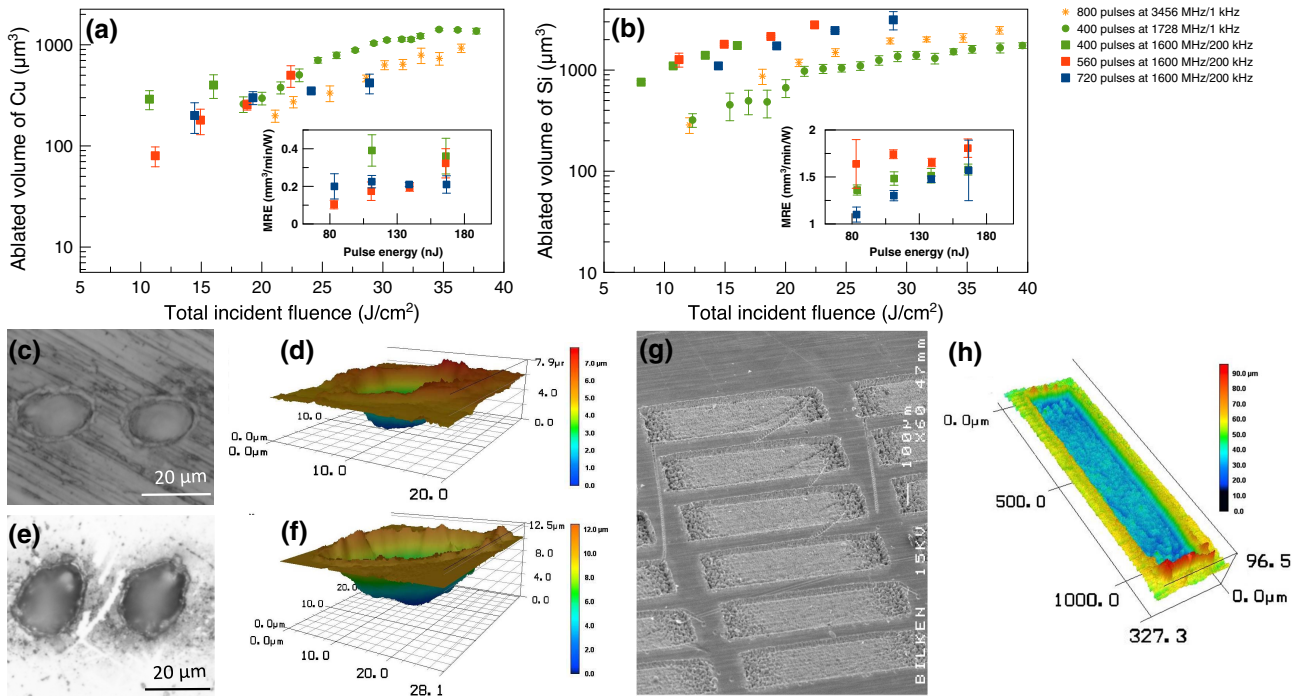 (a)
Ablated volume of Cu (μm³)
1000
100
10
5
10
15
20
25
30
35
40
Total incident fluence (J/cm²)
MRE (mm³/min/W)
0.4
0.2
0
80
130
180
Pulse energy (nJ)
(b)
Ablated volume of Si (μm³)
10000
1000
100
10
5
10
15
20
25
30
35
40
Total incident fluence (J/cm²)
MRE (mm³/min/W)
2
1.5
1
80
130
180
Pulse energy (nJ)
800 pulses at 3456 MHz/1 kHz
400 pulses at 1728 MHz/1 kHz
400 pulses at 1600 MHz/200 kHz
560 pulses at 1600 MHz/200 kHz
720 pulses at 1600 MHz/200 kHz
(c)
20 μm
(d)
7.9μm
4.0
0.0
10.0
0.0μm
0.0μm
10.0
20.0
7.0 μm
6.0
5.0
4.0
3.0
2.0
1.0
0.0
(e)
20 μm
(f)
12.5μm
8.0
4.0
0.0
20.0
10.0
0.0μm
0.0μm
10.0
20.0
28.1
12.0 μm
10.0
8.0
6.0
4.0
2.0
0.0
(g)
100μm
X60 47mm
BILKEN 15KV
(h)
0.0μm
500.0
1000.0
327.3
96.5
0.0μm
90.0 μm
80.0
70.0
60.0
50.0
40.0
30.0
20.0
10.0
0.0